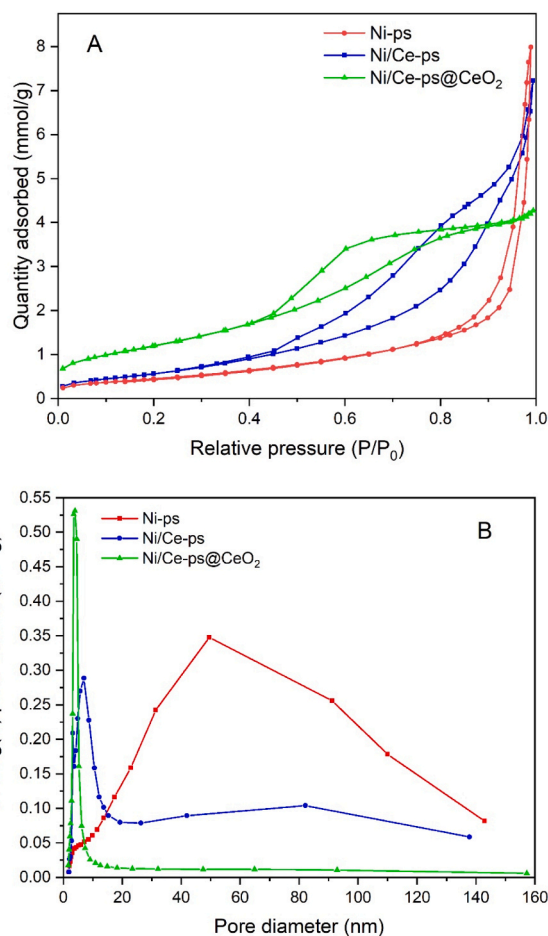 A
Ni-ps
Ni/Ce-ps
Ni/Ce-ps@CeO₂
Quantity adsorbed (mmol/g)
8
7
6
5
4
3
2
1
0
0.0 0.2 0.4 0.6 0.8 1.0
Relative pressure (P/P₀)
B
Ni-ps
Ni/Ce-ps
Ni/Ce-ps@CeO₂
0.55
0.50
0.45
0.40
0.35
0.30
0.25
0.20
0.15
0.10
0.05
0.00
0 20 40 60 80 100 120 140 160
Pore diameter (nm)